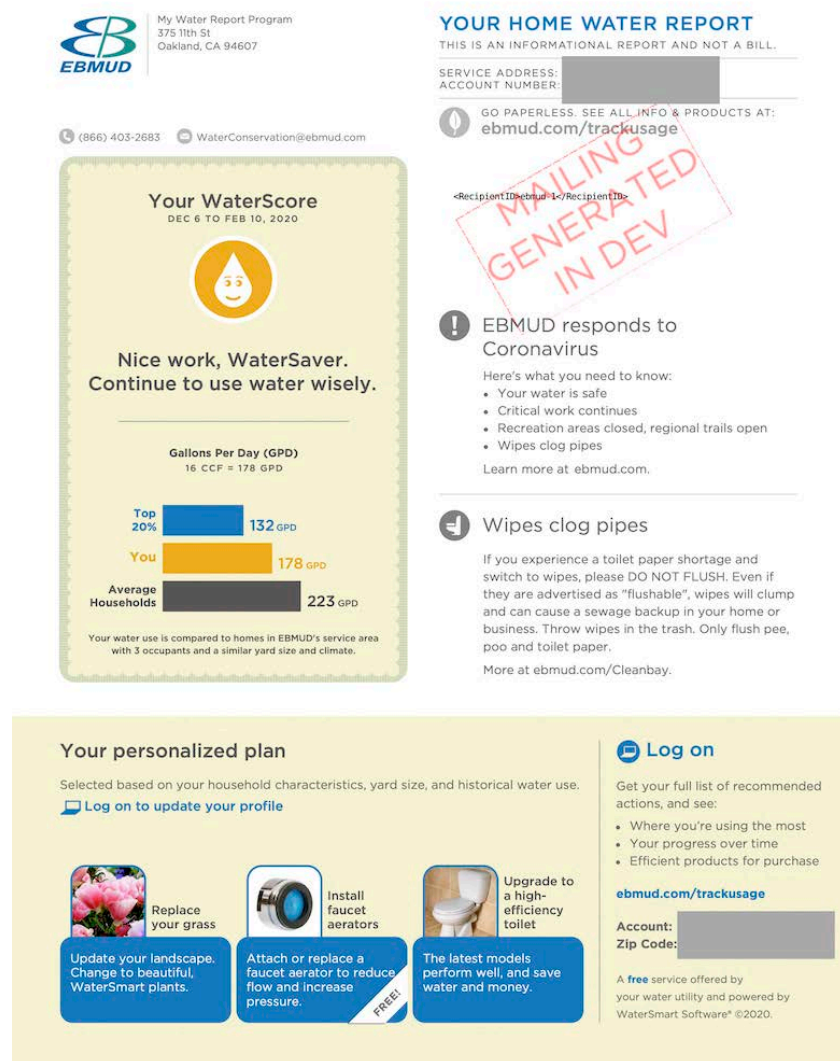 EBMUD
My Water Report Program
375 11th St
Oakland, CA 94607
(866) 403-2683
WaterConservation@ebmud.com
YOUR HOME WATER REPORT
THIS IS AN INFORMATIONAL REPORT AND NOT A BILL.
SERVICE ADDRESS:
ACCOUNT NUMBER:
GO PAPERLESS. SEE ALL INFO & PRODUCTS AT:
ebmud.com/trackusage
<RecipientID>ebmud-1</RecipientID>
MAILING
GENERATED
IN DEV
Your WaterScore
DEC 6 TO FEB 10, 2020
Nice work, WaterSaver.
Continue to use water wisely.
Gallons Per Day (GPD)
16 CCF = 178 GPD
Top
20%
132 GPD
You
178 GPD
Average
Households
223 GPD
Your water use is compared to homes in EBMUD's service area
with 3 occupants and a similar yard size and climate.
EBMUD responds to
Coronavirus
Here's what you need to know:
• Your water is safe
• Critical work continues
• Recreation areas closed, regional trails open
• Wipes clog pipes
Learn more at ebmud.com.
Wipes clog pipes
If you experience a toilet paper shortage and
switch to wipes, please DO NOT FLUSH. Even if
they are advertised as "flushable", wipes will clump
and can cause a sewage backup in your home or
business. Throw wipes in the trash. Only flush pee,
poo and toilet paper.
More at ebmud.com/Cleanbay.
Your personalized plan
Selected based on your household characteristics, yard size, and historical water use.
Log on to update your profile
Replace
your grass
Update your landscape.
Change to beautiful,
WaterSmart plants.
Install
faucet
aerators
Attach or replace a
faucet aerator to reduce
flow and increase
pressure.
FREE!
Upgrade to
a high-
efficiency
toilet
The latest models
perform well, and save
water and money.
Log on
Get your full list of recommended
actions, and see:
• Where you're using the most
• Your progress over time
• Efficient products for purchase
ebmud.com/trackusage
Account:
Zip Code:
A free service offered by
your water utility and powered by
WaterSmart Software® ©2020.